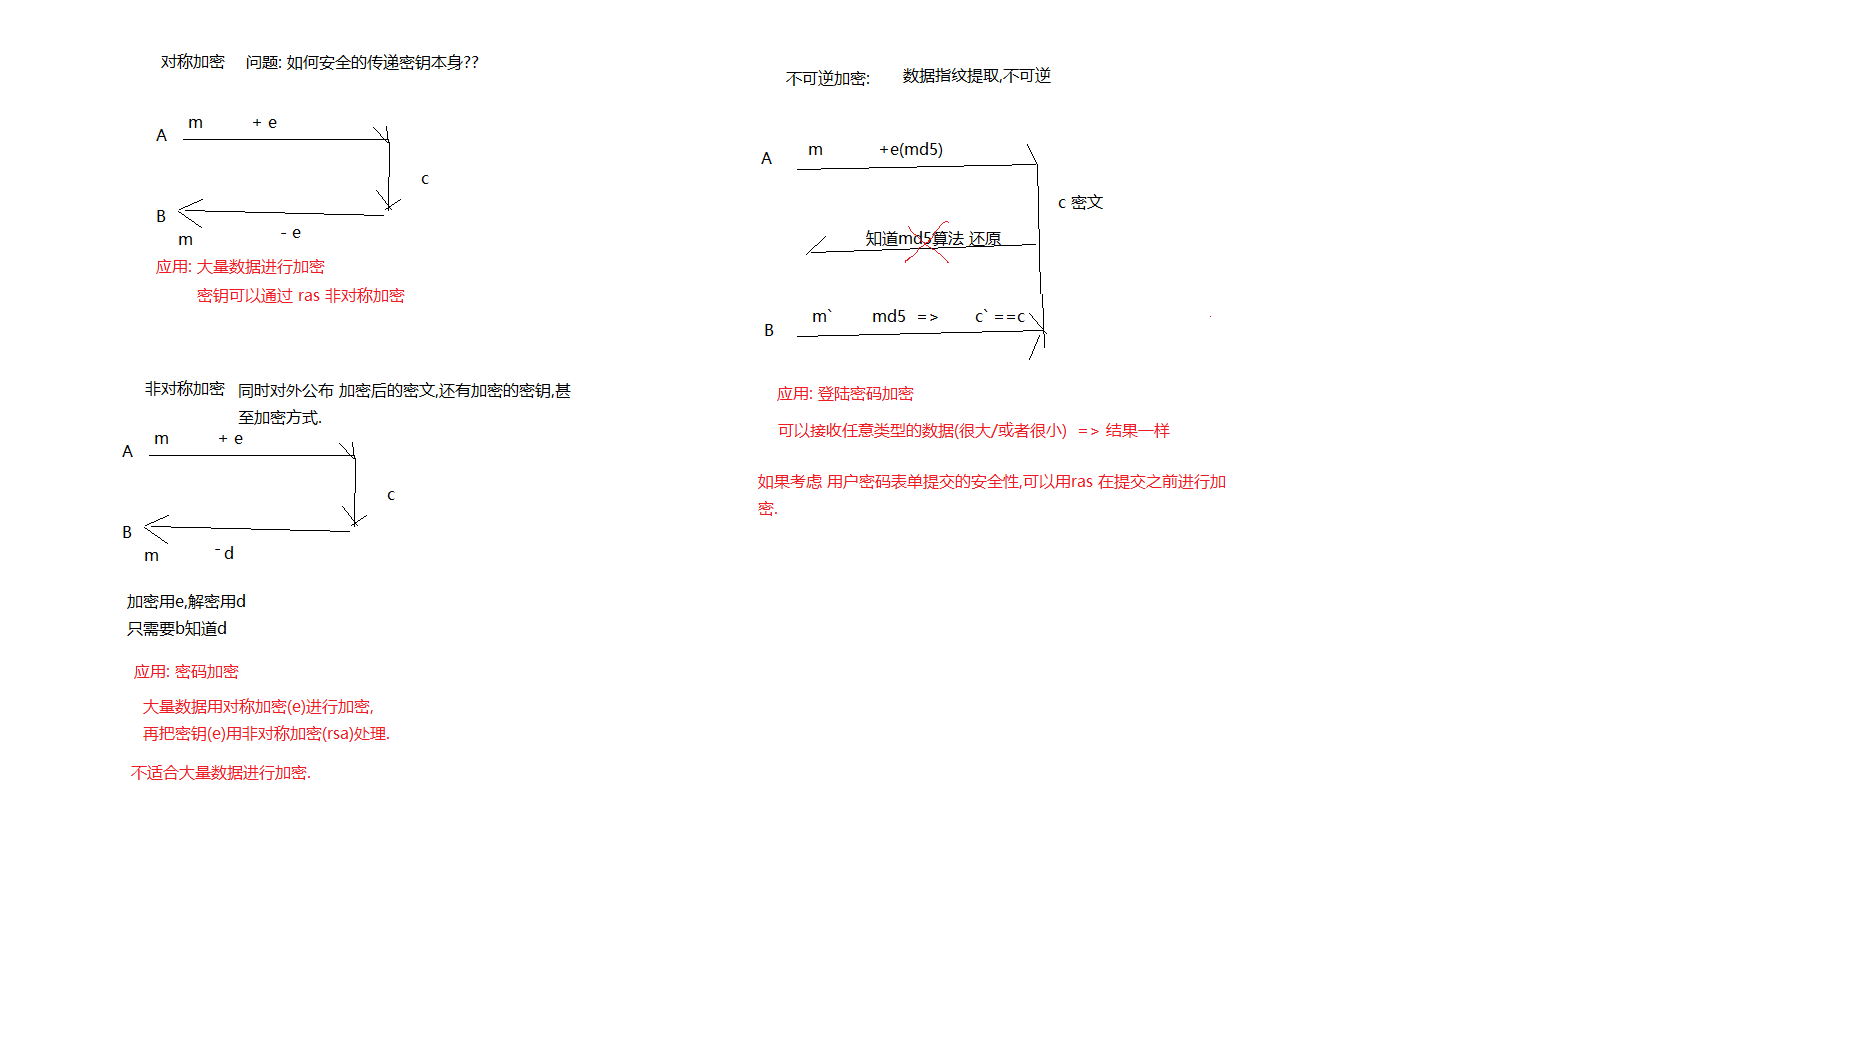 对称加密 问题: 如何安全的传递密钥本身??
m + e
A
c
B
- e
m
应用: 大量数据进行加密
密钥可以通过 ras 非对称加密
非对称加密 同时对外公布 加密后的密文,还有加密的密钥,甚
至加密方式.
m + e
A
c
B
m - d
加密用e,解密用d
只需要b知道d
应用: 密码加密
大量数据用对称加密(e)进行加密,
再把密钥(e)用非对称加密(rsa)处理.
不适合大量数据进行加密.
不可逆加密: 数据指纹提取,不可逆
m +e(md5)
A
c 密文
知道md5算法 还原
m` md5 => c` ==c
B
应用: 登陆密码加密
可以接收任意类型的数据(很大/或者很小) => 结果一样
如果考虑 用户密码表单提交的安全性,可以用ras 在提交之前进行加
密.